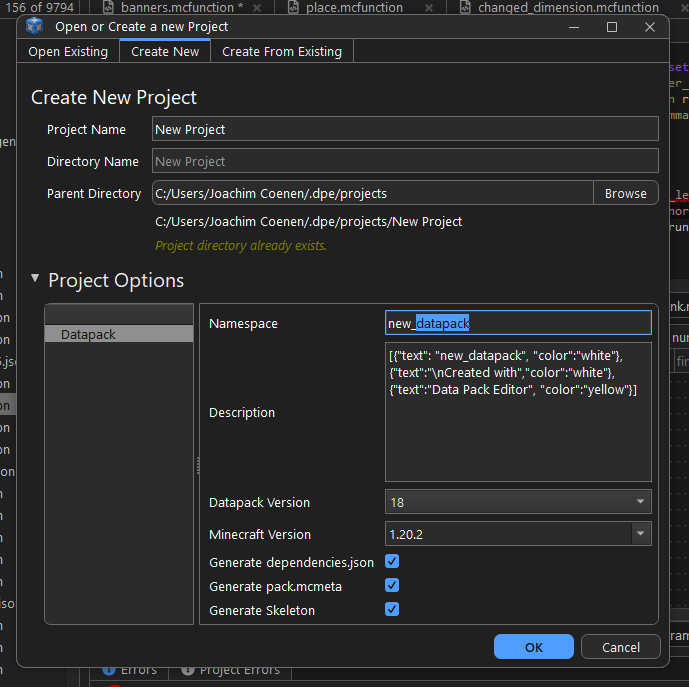 156 of 9794
banners.mcfunction *
place.mcfunction
changed_dimension.mcfunction
Open or Create a new Project
Open Existing
Create New
Create From Existing
Create New Project
Project Name
New Project
Directory Name
New Project
Parent Directory
C:/Users/Joachim Coenen/.dpe/projects
Browse
C:/Users/Joachim Coenen/.dpe/projects/New Project
Project directory already exists.
Project Options
Datapack
Namespace
new_datapack
Description
[{"text": "new_datapack", "color":"white"},
{"text":"\nCreated with","color":"white"},
{"text":"Data Pack Editor", "color":"yellow"}]
Datapack Version
18
Minecraft Version
1.20.2
Generate dependencies.json
Generate pack.mcmeta
Generate Skeleton
OK
Cancel
Errors
Project Errors